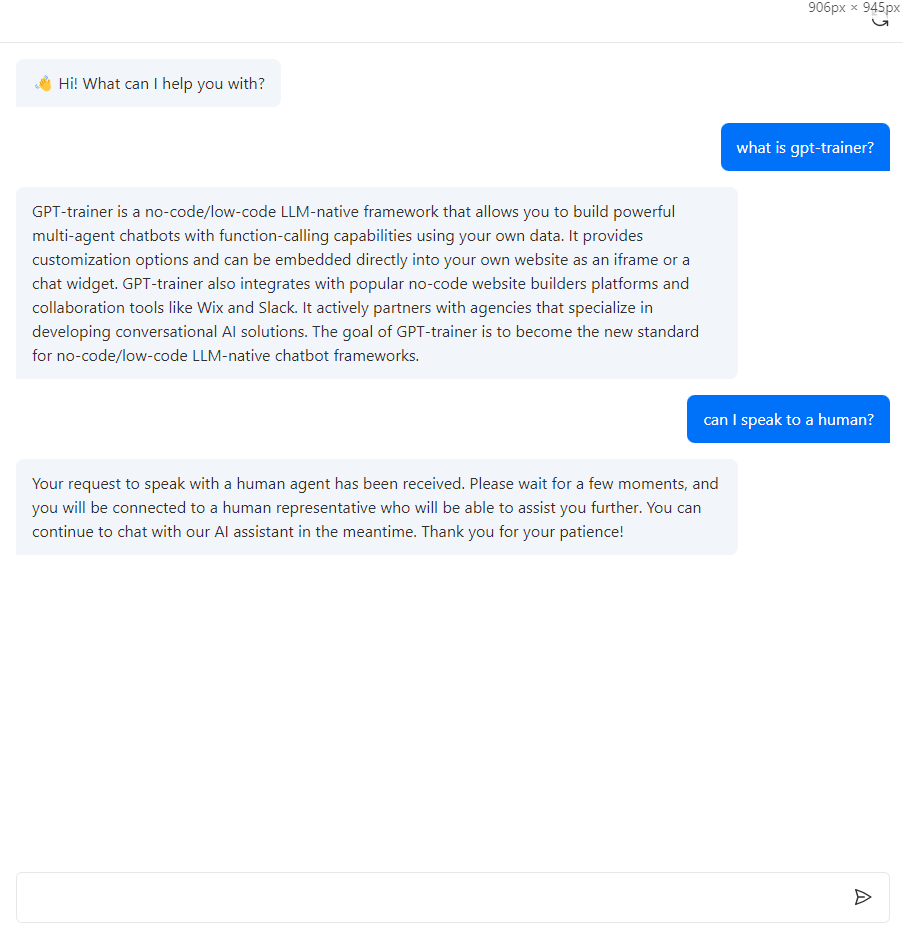 906px × 945px
👋 Hi! What can I help you with?
what is gpt-trainer?
GPT-trainer is a no-code/low-code LLM-native framework that allows you to build powerful
multi-agent chatbots with function-calling capabilities using your own data. It provides
customization options and can be embedded directly into your own website as an iframe or a
chat widget. GPT-trainer also integrates with popular no-code website builders platforms and
collaboration tools like Wix and Slack. It actively partners with agencies that specialize in
developing conversational AI solutions. The goal of GPT-trainer is to become the new standard
for no-code/low-code LLM-native chatbot frameworks.
can I speak to a human?
Your request to speak with a human agent has been received. Please wait for a few moments, and
you will be connected to a human representative who will be able to assist you further. You can
continue to chat with our AI assistant in the meantime. Thank you for your patience!